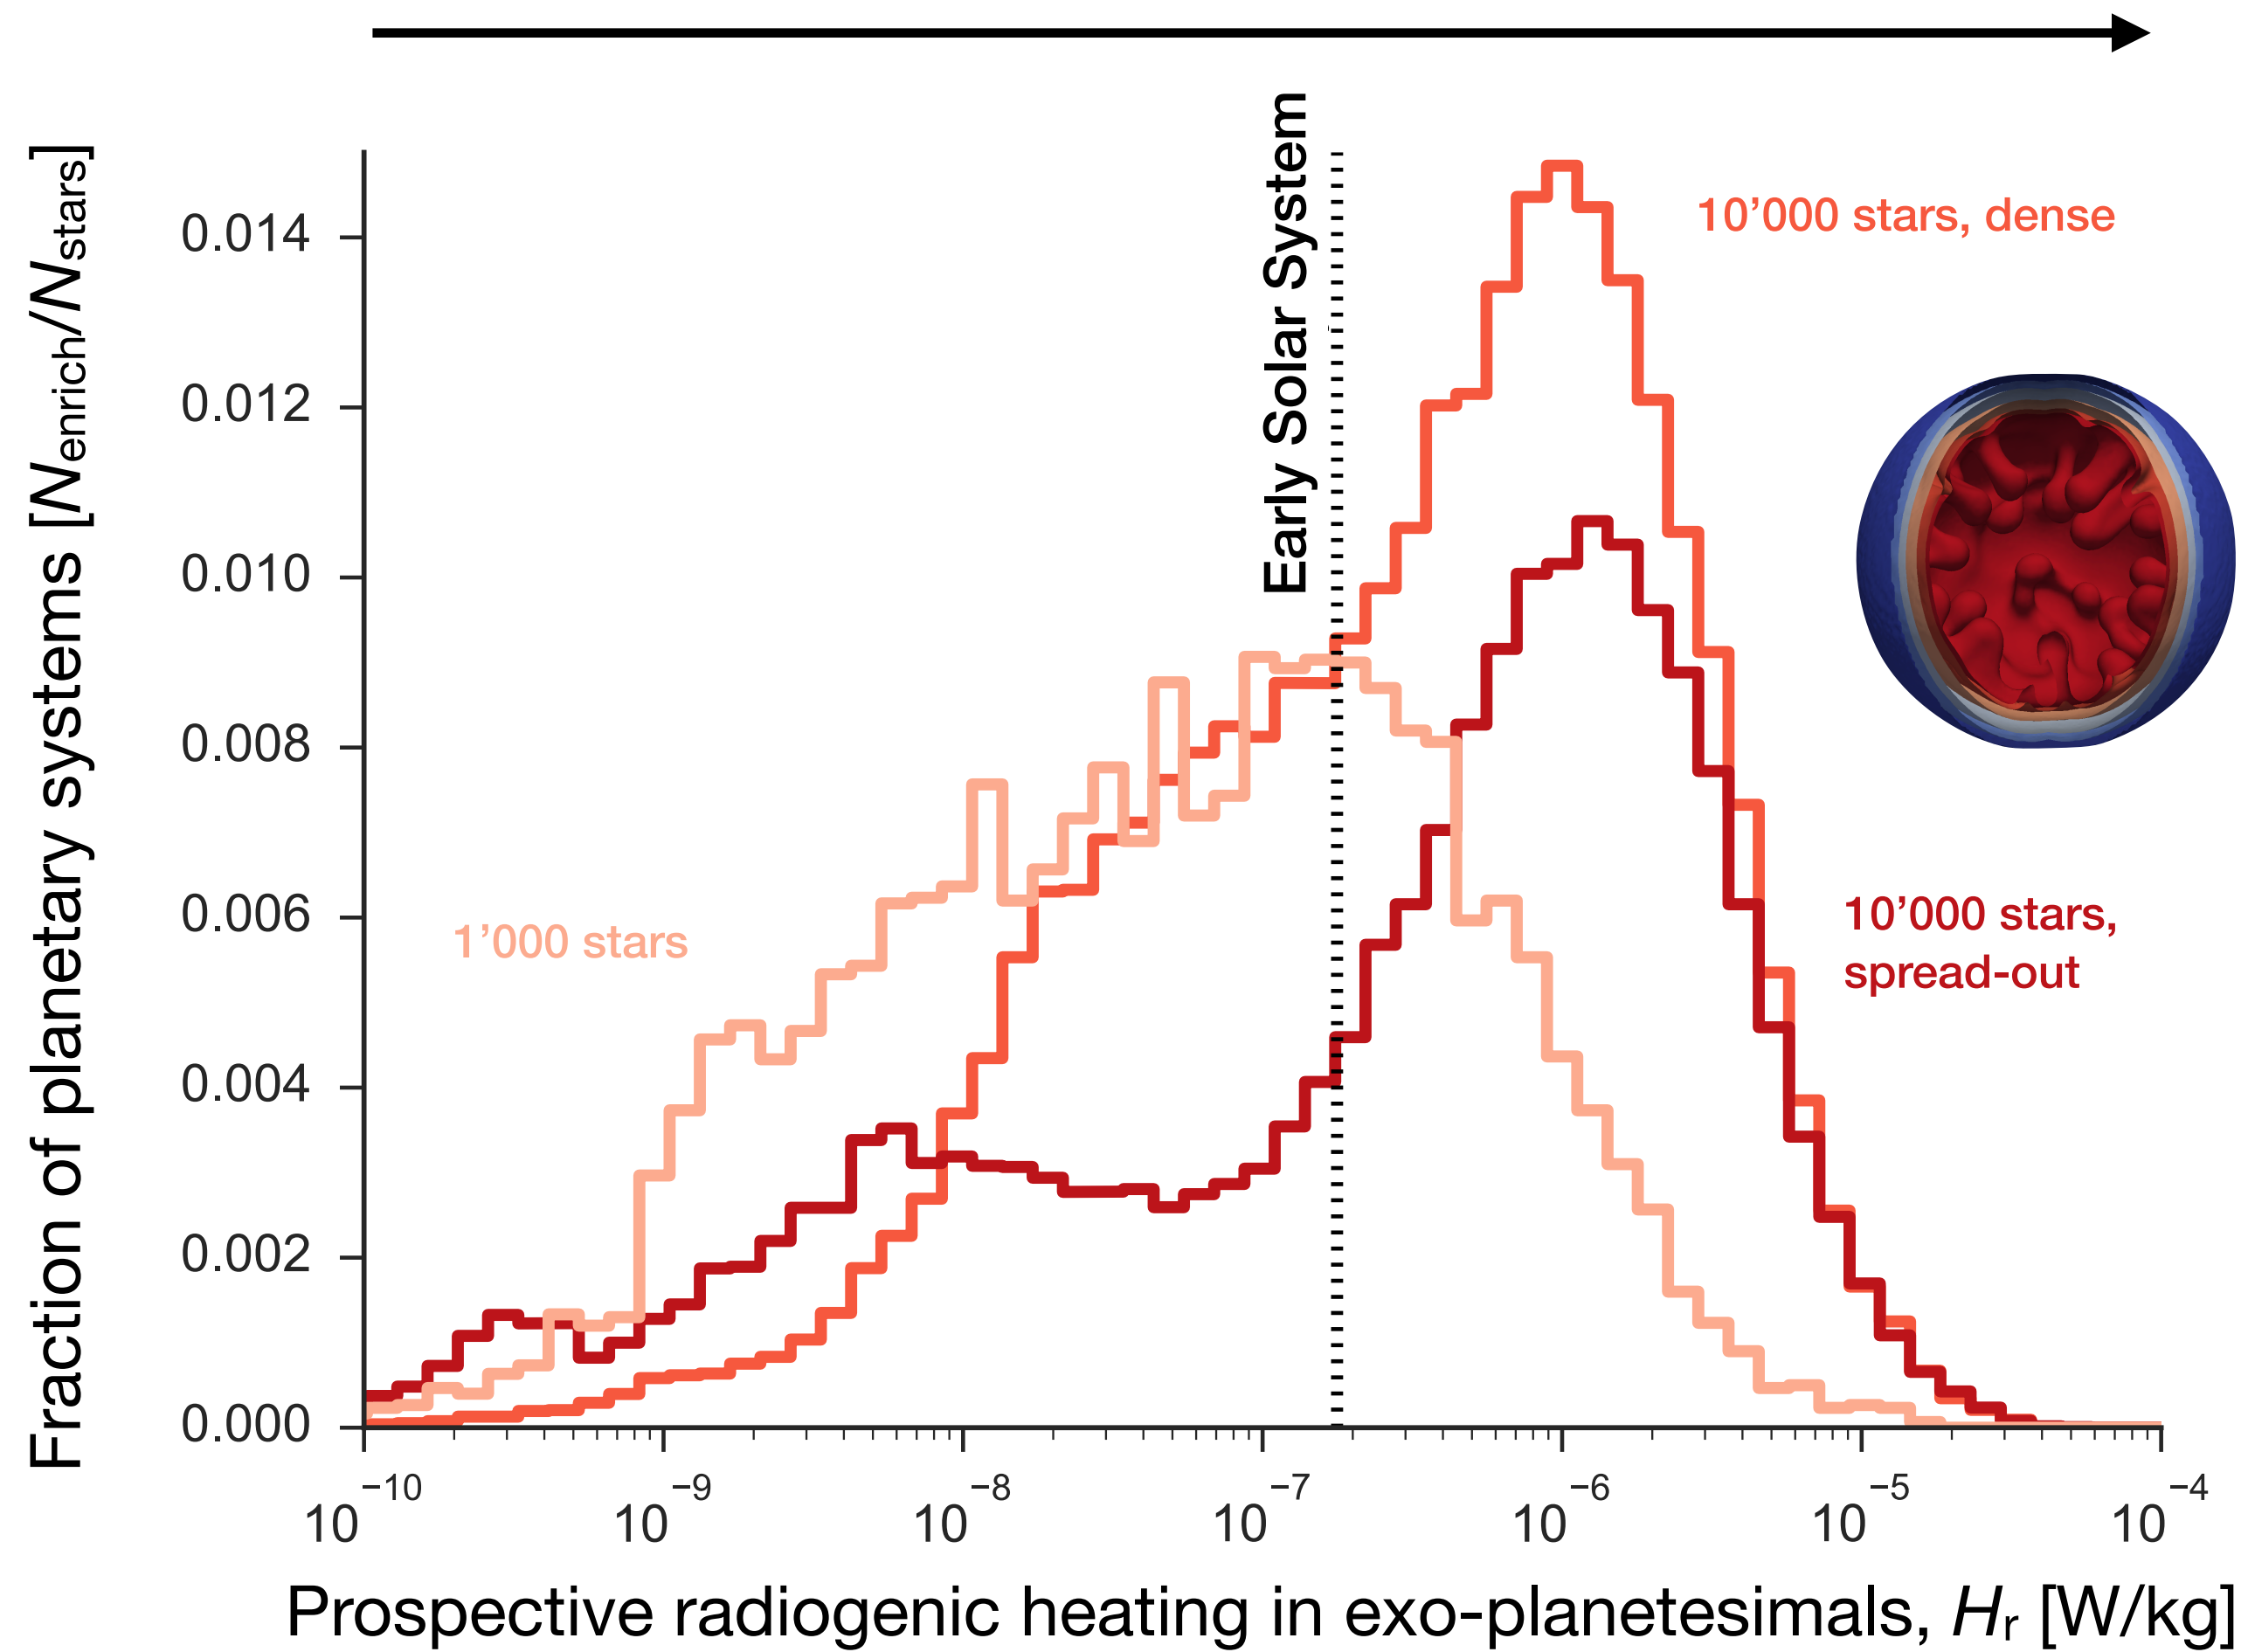 Fraction of planetary systems [Nenrich/Nstars]
0.014
0.012
0.010
0.008
0.006
0.004
0.002
0.000
Early Solar System
10’000 stars, dense
1’000 stars
10’000 stars,
spread-out
10−10 10−9 10−8 10−7 10−6 10−5 10−4
Prospective radiogenic heating in exo-planetesimals, Hr [W/kg]